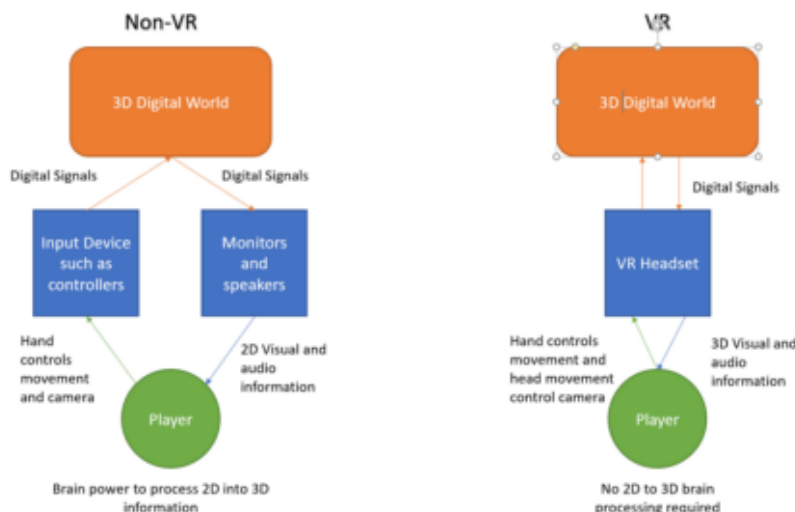 Non-VR
3D Digital World
Digital Signals
Digital Signals
Input Device
such as
controllers
Monitors
and
speakers
Hand
controls
movement
and camera
2D Visual and
audio
information
Player
Brain power to process 2D into 3D
information
VR
3D Digital World
Digital Signals
VR Headset
Hand controls
movement and
head movement
control camera
3D Visual and
audio
information
Player
No 2D to 3D brain
processing required